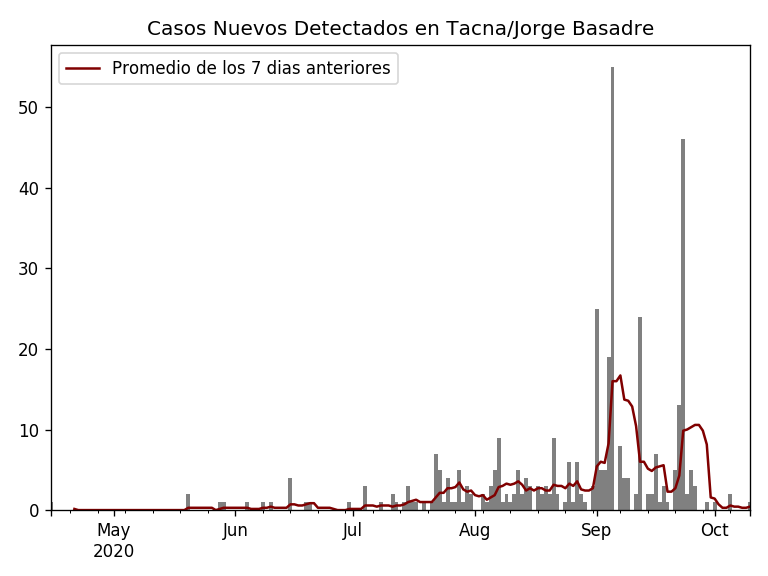 Casos Nuevos Detectados en Tacna/Jorge Basadre
Promedio de los 7 dias anteriores
50
40
30
20
10
0
May Jun Jul Aug Sep Oct
2020